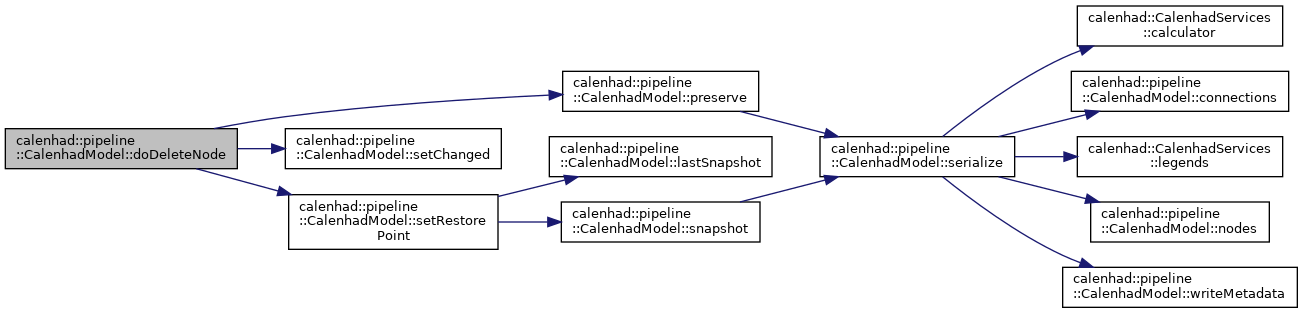 calenhad::pipeline
::CalenhadModel::doDeleteNode
calenhad::pipeline
::CalenhadModel::preserve
calenhad::pipeline
::CalenhadModel::setChanged
calenhad::pipeline
::CalenhadModel::setRestore
Point
calenhad::pipeline
::CalenhadModel::lastSnapshot
calenhad::pipeline
::CalenhadModel::snapshot
calenhad::pipeline
::CalenhadModel::serialize
calenhad::CalenhadServices
::calculator
calenhad::pipeline
::CalenhadModel::connections
calenhad::CalenhadServices
::legends
calenhad::pipeline
::CalenhadModel::nodes
calenhad::pipeline
::CalenhadModel::writeMetadata